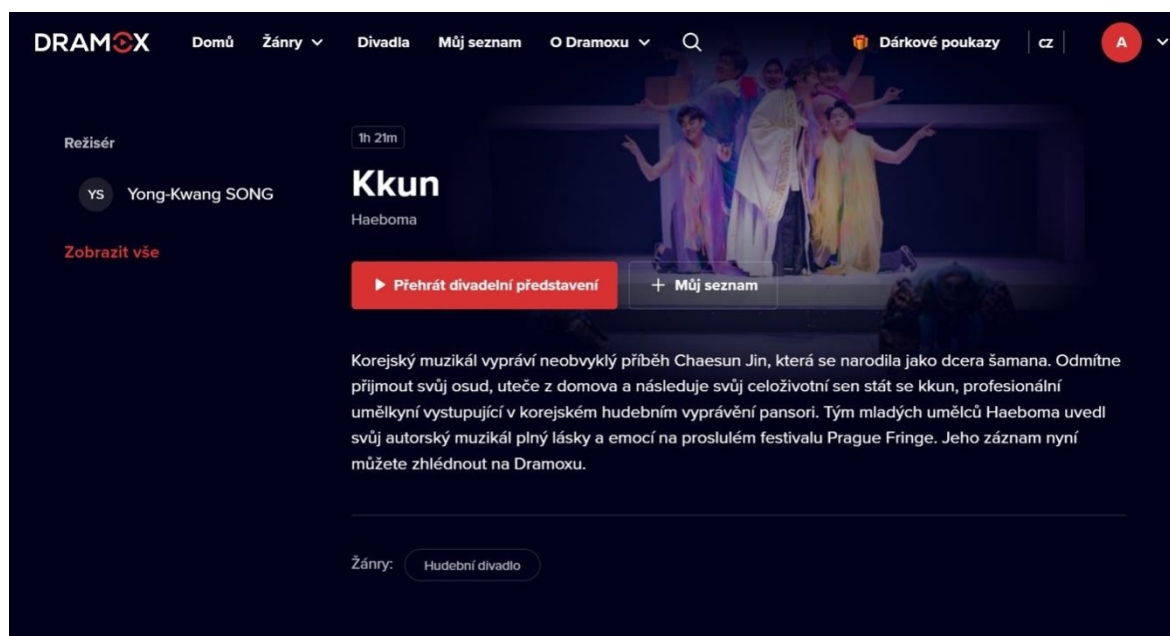 DRAMOX Domů Žánry Divadla Můj seznam O Dramoxu Dárkové poukazy CZ A
Režisér
YS Yong-Kwang SONG
Zobrazit vše
1h 21m
Kkun
Haeboma
Přehrát divadelní představení + Můj seznam
Korejský muzikál vypráví neobvyklý příběh Chaesun Jin, která se narodila jako dcera šamana. Odmítne
přijmout svůj osud, uteče z domova a následuje svůj celoživotní sen stát se kkun, profesionální
umělkyní vystupující v korejském hudebním vyprávění pansori. Tým mladých umělců Haeboma uvedl
svůj autorský muzikál plný lásky a emocí na proslulém festivalu Prague Fringe. Jeho záznam nyní
můžete zhlédnout na Dramoxu.
Žánry: Hudební divadlo